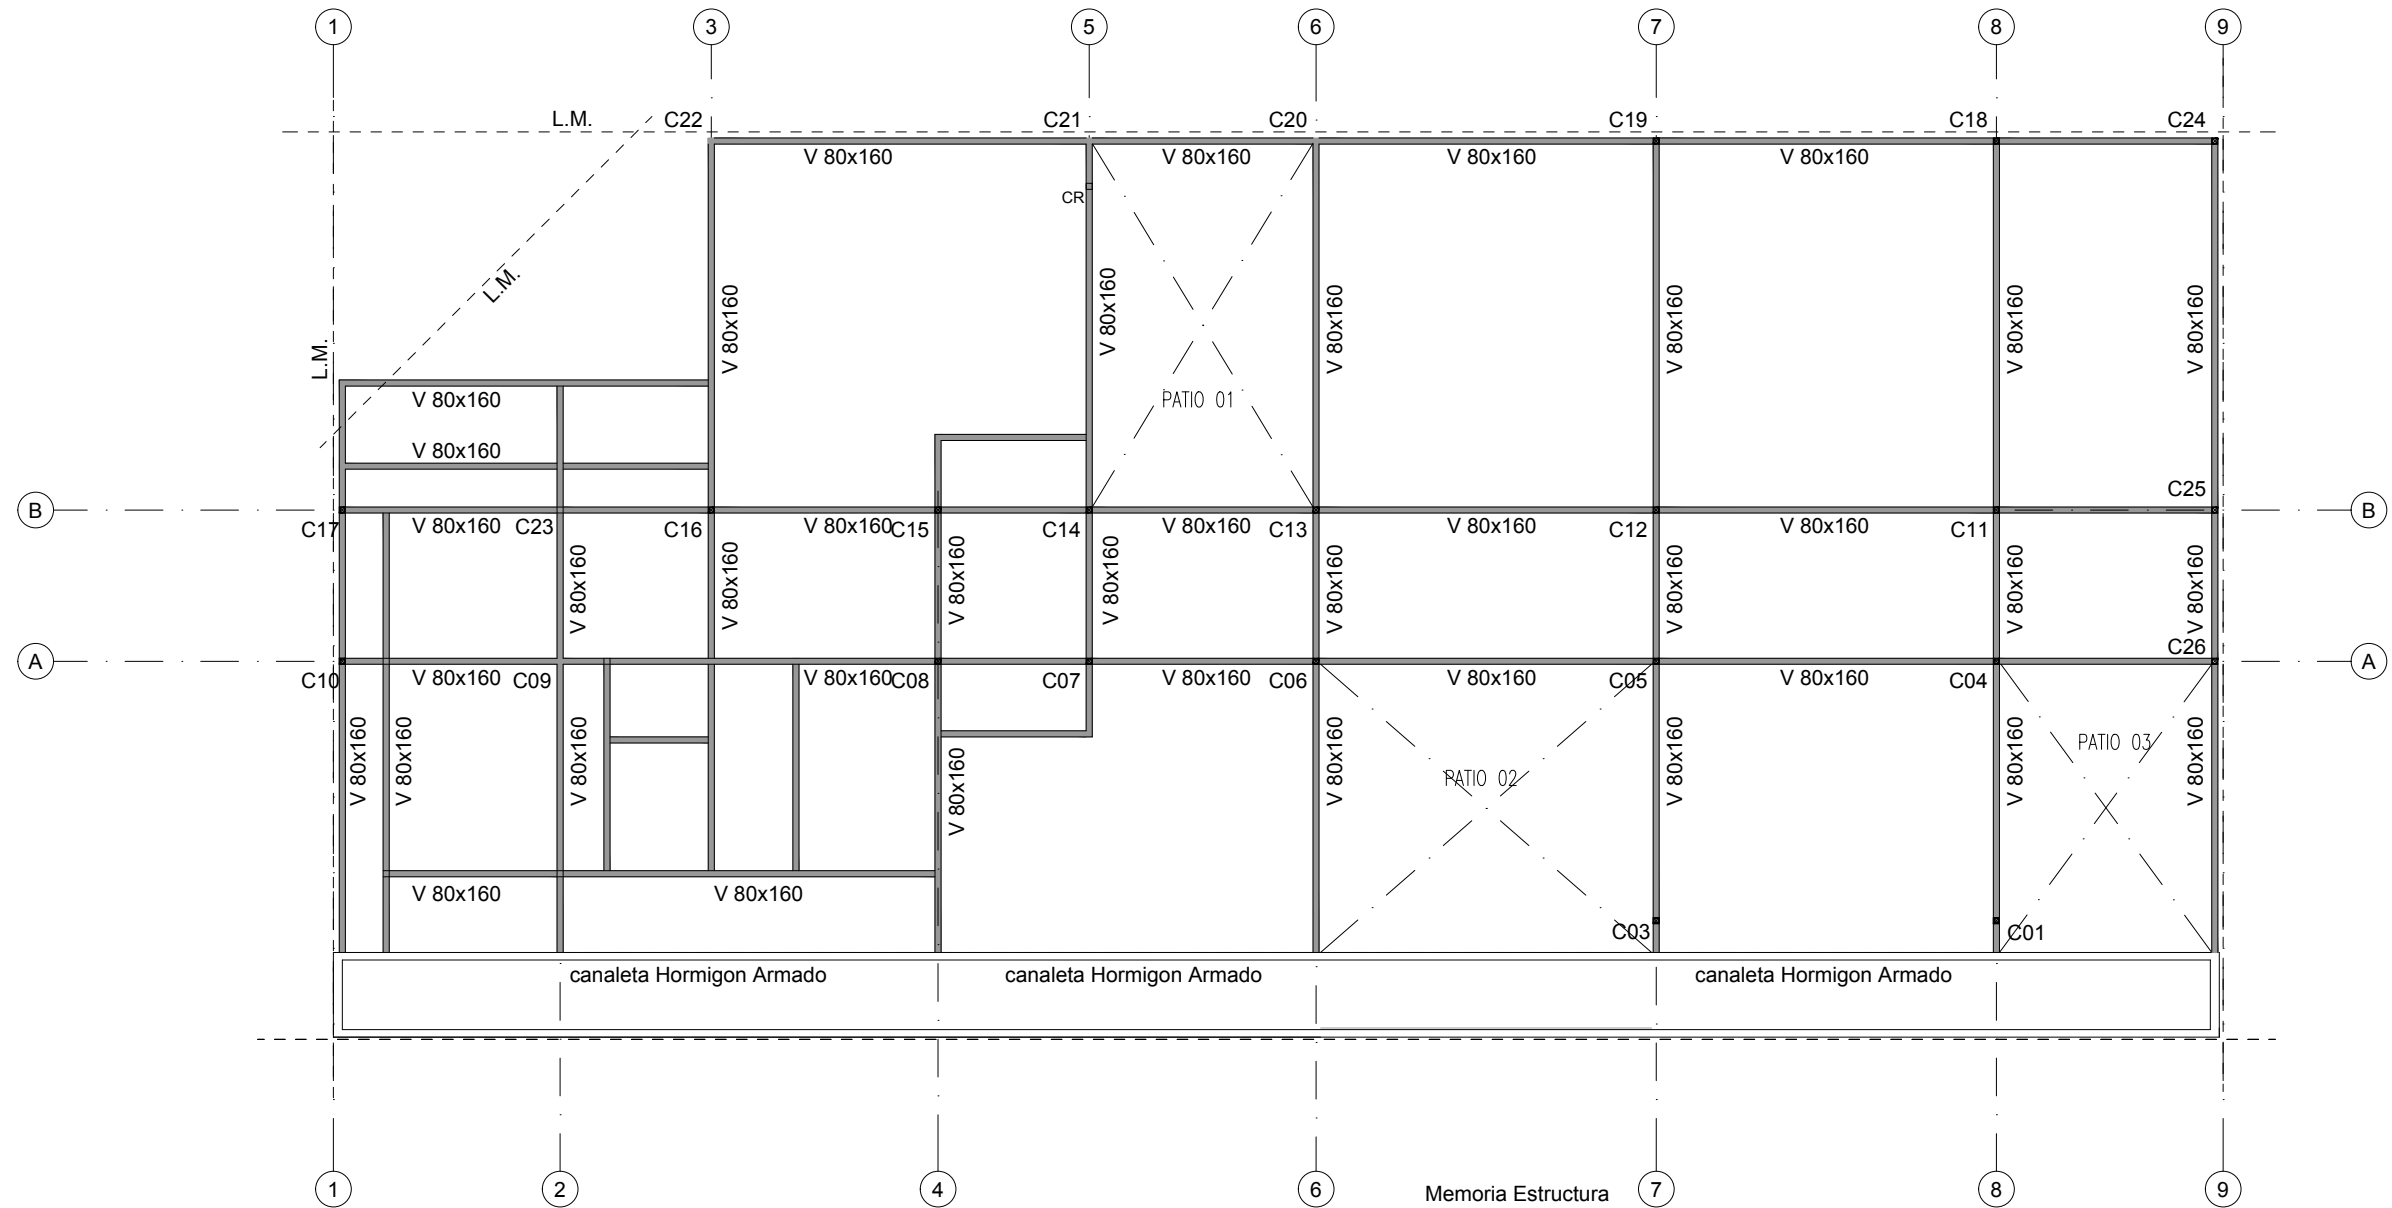 1
3
5
6
7
8
9
L.M.
C22
C21
C20
C19
C18
C24
V 80x160
V 80x160
V 80x160
V 80x160
CR
L.M.
V 80x160
V 80x160
V 80x160
V 80x160
V 80x160
V 80x160
L.M.
V 80x160
PATIO 01
V 80x160
C25
B
B
C17
V 80x160
C23
C16
V 80x160
C15
C14
V 80x160
C13
V 80x160
C12
V 80x160
C11
V 80x160
V 80x160
V 80x160
V 80x160
V 80x160
V 80x160
V 80x160
V 80x160
C26
A
A
C10
V 80x160
C09
V 80x160
C08
C07
V 80x160
C06
V 80x160
C05
V 80x160
C04
V 80x160
V 80x160
V 80x160
V 80x160
V 80x160
V 80x160
V 80x160
V 80x160
PATIO 03
PATIO 02
V 80x160
V 80x160
C03
C01
canaleta Hormigon Armado
canaleta Hormigon Armado
canaleta Hormigon Armado
1
2
4
6
Memoria Estructura
7
8
9